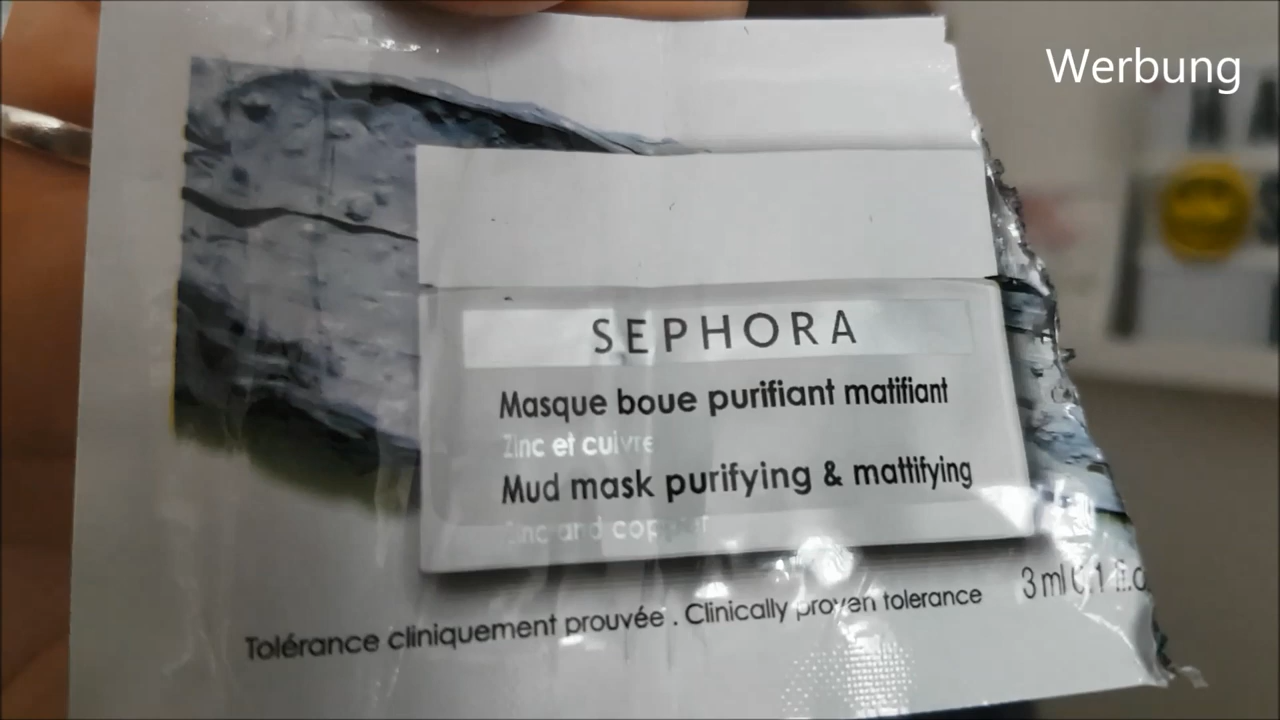 Werbung
SEPHORA
Masque boue purifiant matifiant
Zinc et cuivre
Mud mask purifying & mattifying
Zinc and copper
Tolérance cliniquement prouvée . Clinically proven tolerance
3 ml 0.1 fl.o